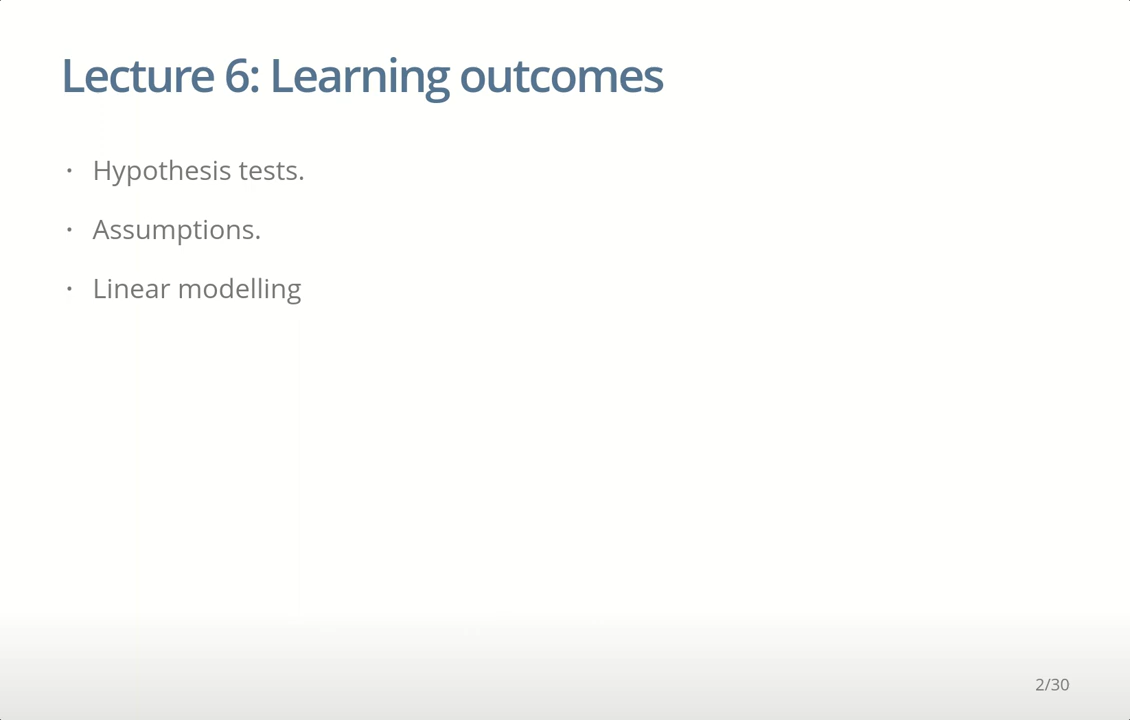 Lecture 6: Learning outcomes
· Hypothesis tests.
· Assumptions.
· Linear modelling
2/30